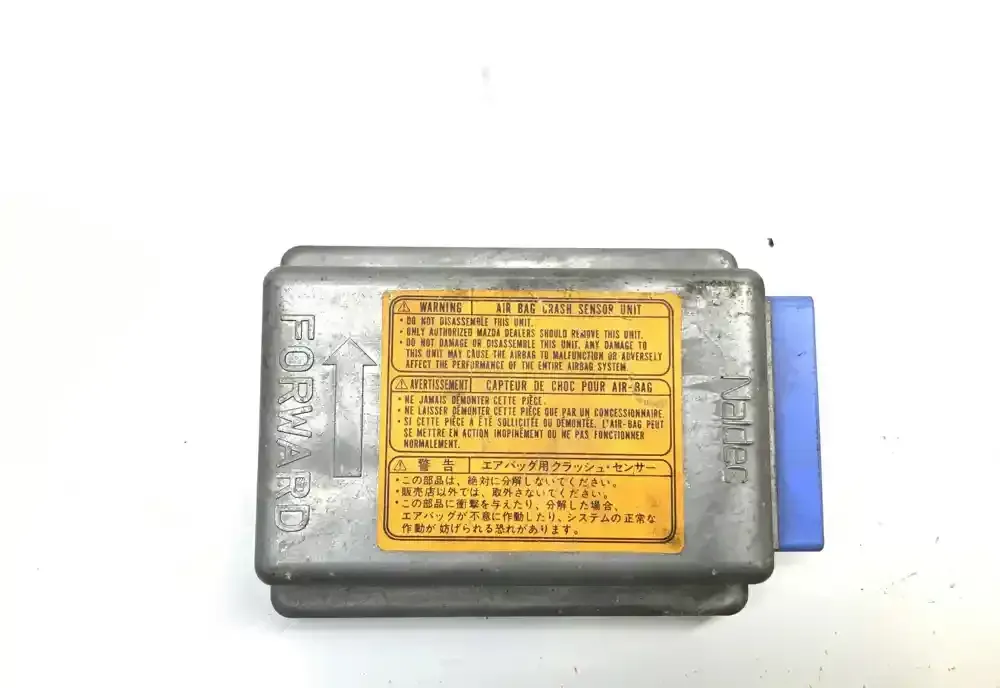 FORWARD
⚠ WARNING AIR BAG CRASH SENSOR UNIT
・DO NOT DISASSEMBLE THIS UNIT.
・ONLY AUTHORIZED MAZDA DEALERS SHOULD REMOVE THIS UNIT.
・DO NOT DAMAGE OR DISASSEMBLE THIS UNIT. ANY DAMAGE TO
THIS UNIT MAY CAUSE THE AIRBAG TO MALFUNCTION OR ADVERSELY
AFFECT THE PERFORMANCE OF THE ENTIRE AIRBAG SYSTEM.
⚠ AVERTISSEMENT CAPTEUR DE CHOC POUR AIR-BAG
・NE JAMAIS DÉMONTER CETTE PIÈCE.
・NE LAISSER DÉMONTER CETTE PIÈCE QUE PAR UN CONCESSIONNAIRE.
・SI CETTE PIÈCE A ÉTÉ SOLLICITÉE OU DÉMONTÉE, L'AIR-BAG PEUT
SE METTRE EN ACTION INOPINÉMENT OU NE PAS FONCTIONNER
NORMALEMENT.
⚠ 警告 エアバッグ用クラッシュ・センサー
・この部品は、絶対に分解しないでください。
・販売店以外では、取外さないでください。
・この部品に衝撃を与えたり、分解した場合、
エアバッグが不意に作動したり、システムの正常な
作動が妨げられる恐れがあります。
Naldec